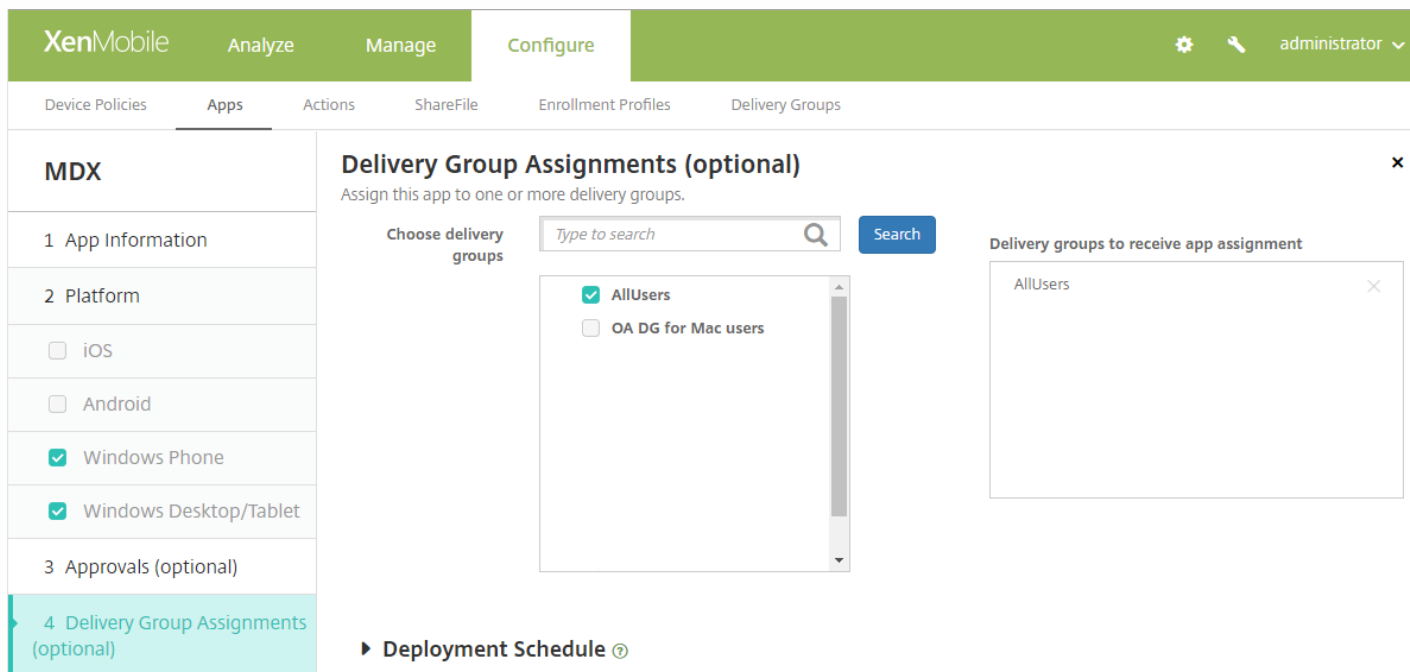 XenMobile Analyze Manage Configure administrator
Device Policies Apps Actions ShareFile Enrollment Profiles Delivery Groups
MDX
1 App Information
2 Platform
iOS
Android
Windows Phone
Windows Desktop/Tablet
3 Approvals (optional)
4 Delivery Group Assignments
(optional)
Delivery Group Assignments (optional)
Assign this app to one or more delivery groups.
Choose delivery
groups
Type to search
Search
AllUsers
OA DG for Mac users
Delivery groups to receive app assignment
AllUsers
Deployment Schedule ?